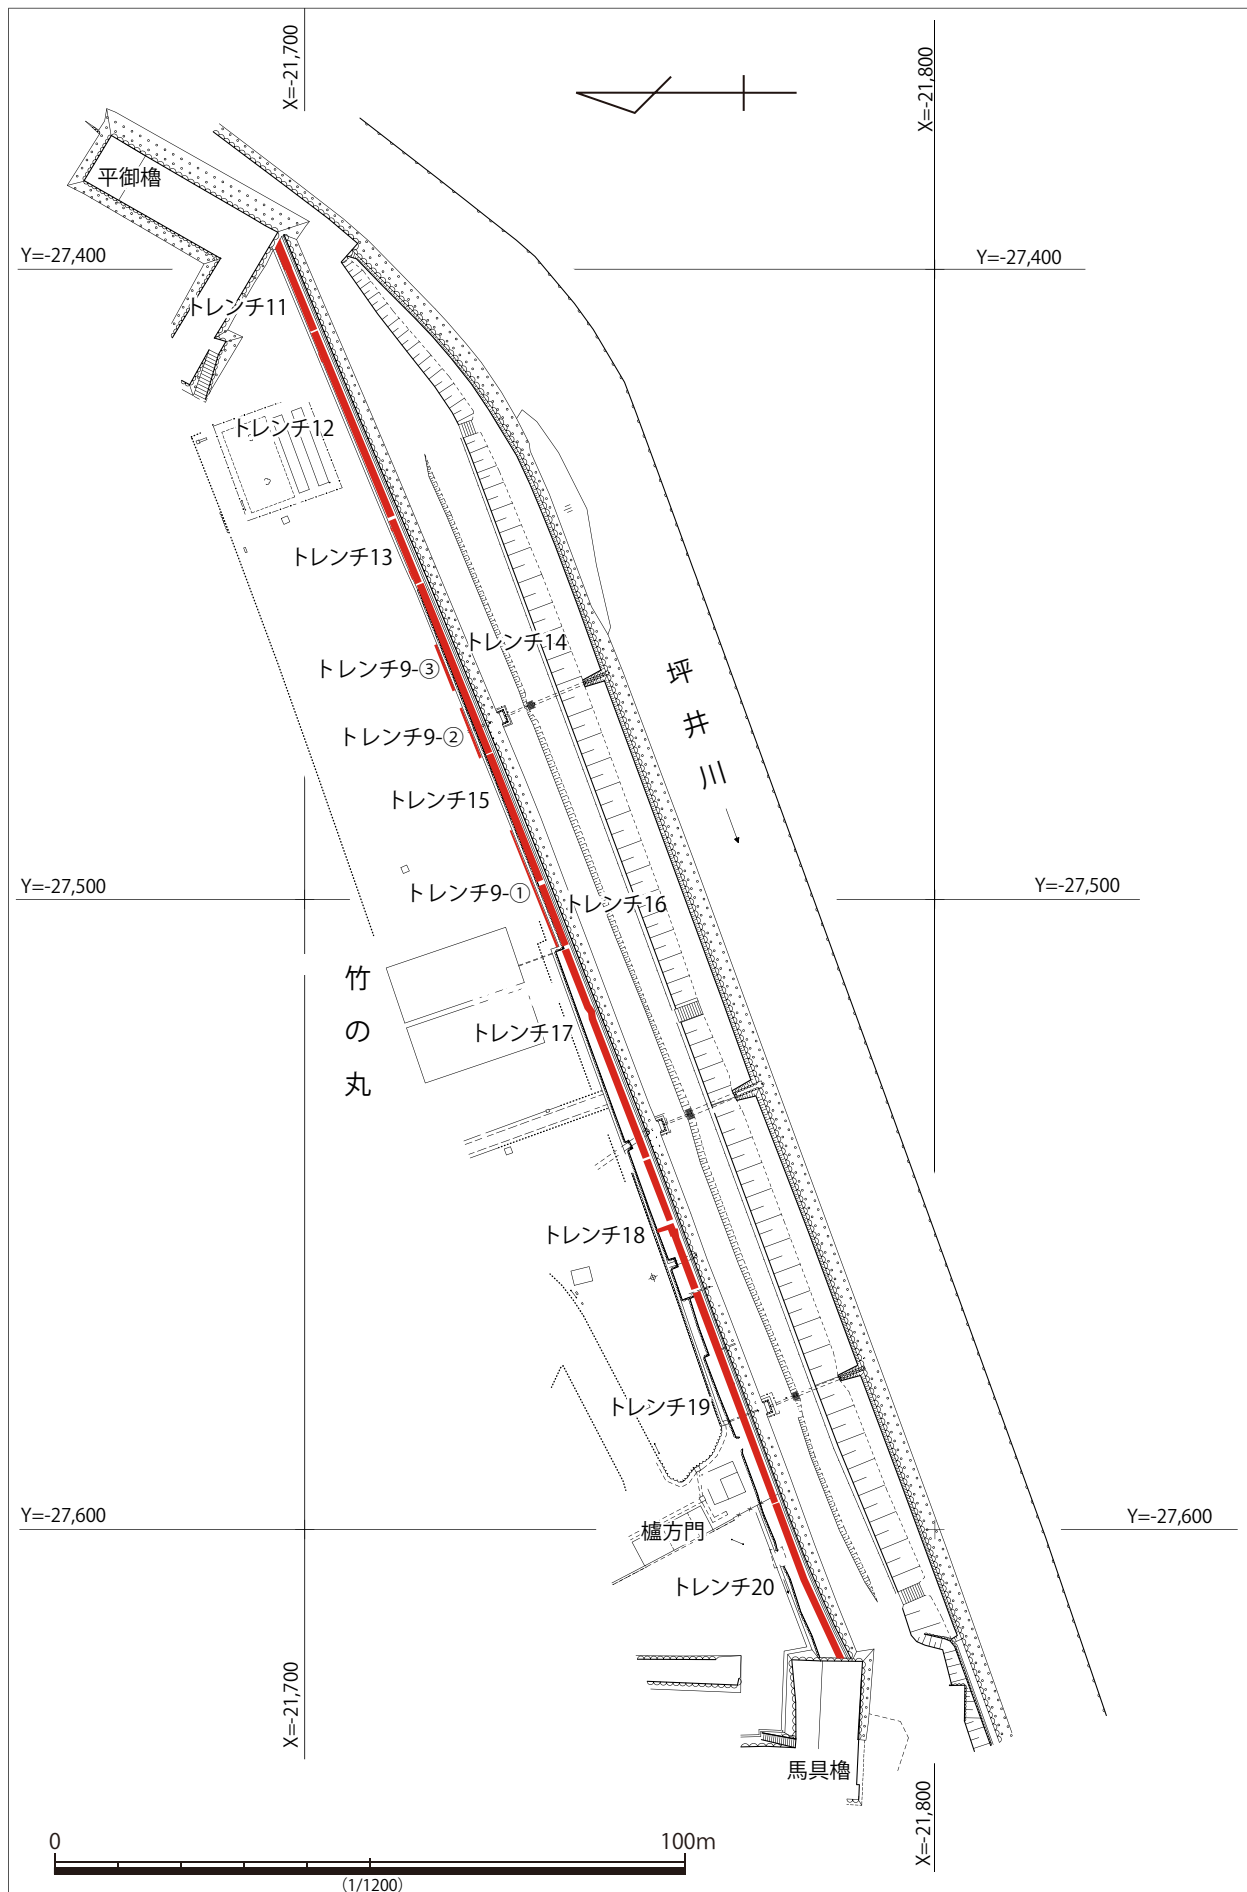 X=-21,700
X=-21,800
平御櫓
Y=-27,400
Y=-27,400
トレンチ11
トレンチ12
トレンチ13
トレンチ14
トレンチ9-③
トレンチ9-②
トレンチ15
坪井川
Y=-27,500
Y=-27,500
トレンチ9-①
トレンチ16
竹の丸
トレンチ17
トレンチ18
トレンチ19
Y=-27,600
Y=-27,600
櫨方門
トレンチ20
X=-21,700
馬具櫓
X=-21,800
0
100m
(1/1200)